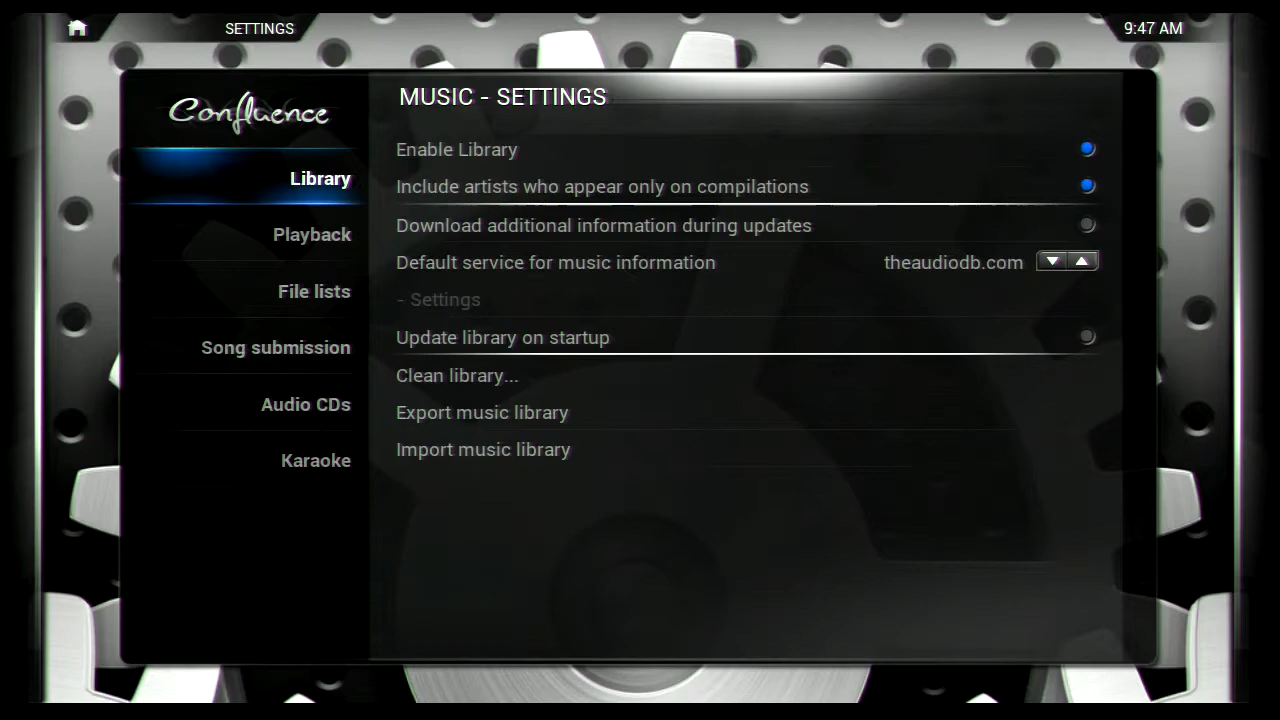 SETTINGS
9:47 AM
Confluence
MUSIC - SETTINGS
Library
Playback
File lists
Song submission
Audio CDs
Karaoke
Enable Library
Include artists who appear only on compilations
Download additional information during updates
Default service for music information theaudiodb.com
- Settings
Update library on startup
Clean library...
Export music library
Import music library